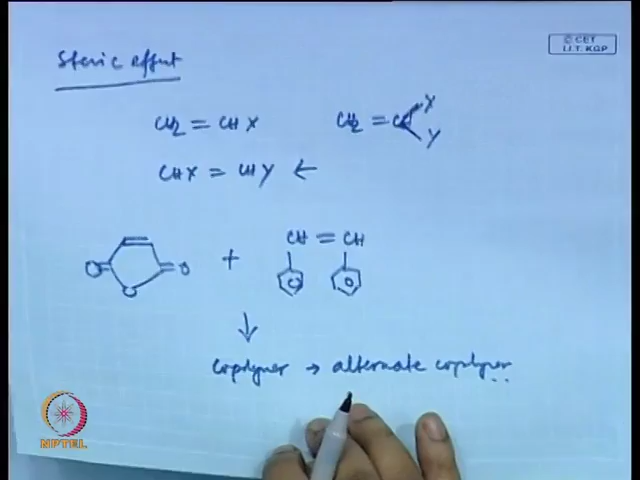 © CET
I.I.T. KGP
Steric effect
CH2 = CHX CH2 = C X Y
CHX = CHY ←
O O O + CH = CH
↓
copolymer → alternate copolymer
NPTEL